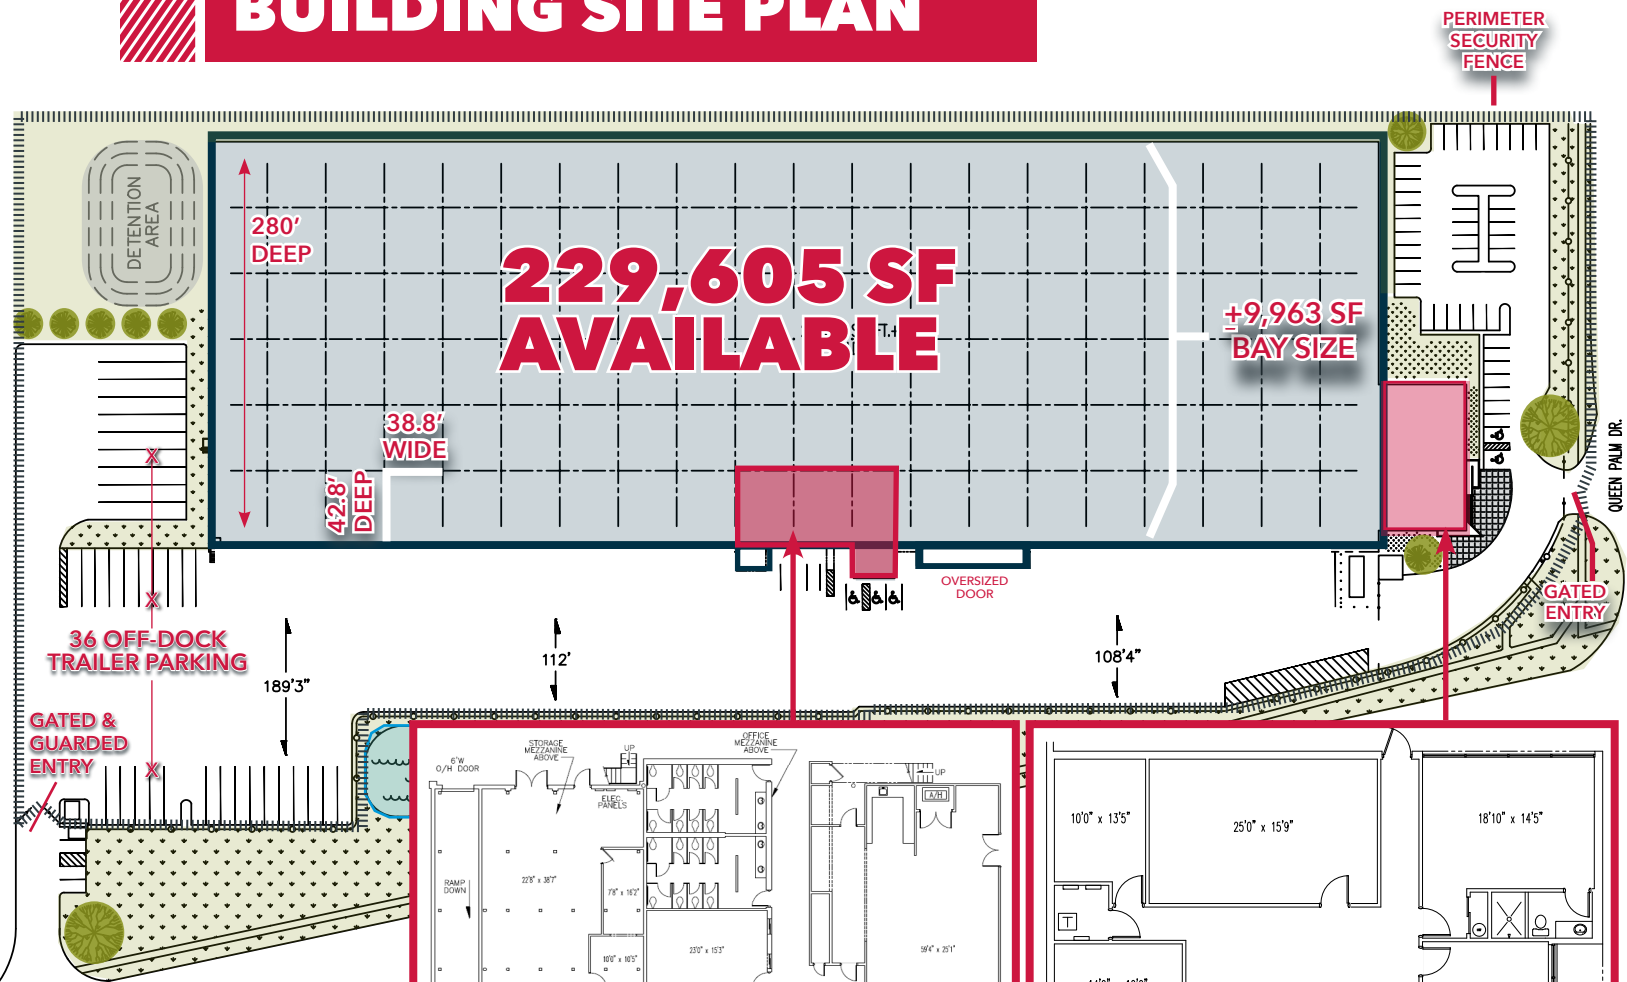 BUILDING SITE PLAN
PERIMETER
SECURITY
FENCE
DETENTION
AREA
280'
DEEP
229,605 SF
AVAILABLE
+9,963 SF
BAY SIZE
38.8'
WIDE
42.8'
DEEP
QUEEN PALM DR.
OVERSIZED
DOOR
GATED
ENTRY
36 OFF-DOCK
TRAILER PARKING
189'3"
112'
108'4"
GATED &
GUARDED
ENTRY
X
X
X
6'W
O/H DOOR
STORAGE
MEZZANINE
ABOVE
UP
OFFICE
MEZZANINE
ABOVE
ELEC.
PANELS
UP
A/H
RAMP
DOWN
22'8" x 38'7"
7'8" x 16'2"
10'0" x 10'5"
23'0" x 15'3"
59'4" x 25'1"
10'0" x 13'5"
25'0" x 15'9"
18'10" x 14'5"